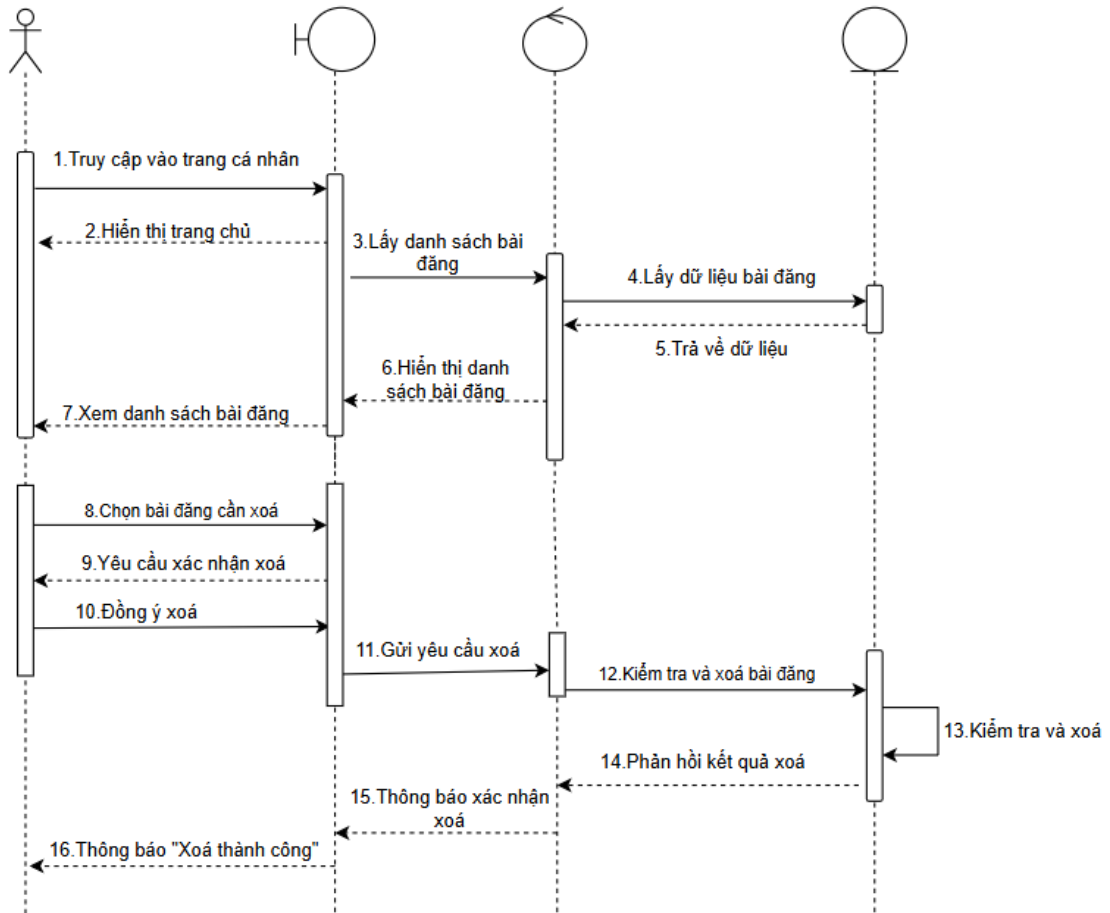 1.Truy cập vào trang cá nhân
2.Hiển thị trang chủ
3.Lấy danh sách bài
đăng
4.Lấy dữ liệu bài đăng
5.Trả về dữ liệu
6.Hiển thị danh
sách bài đăng
7.Xem danh sách bài đăng
8.Chọn bài đăng cần xoá
9.Yêu cầu xác nhận xoá
10.Đồng ý xoá
11.Gửi yêu cầu xoá
12.Kiểm tra và xoá bài đăng
13.Kiểm tra và xoá
14.Phản hồi kết quả xoá
15.Thông báo xác nhận
xoá
16.Thông báo "Xoá thành công"